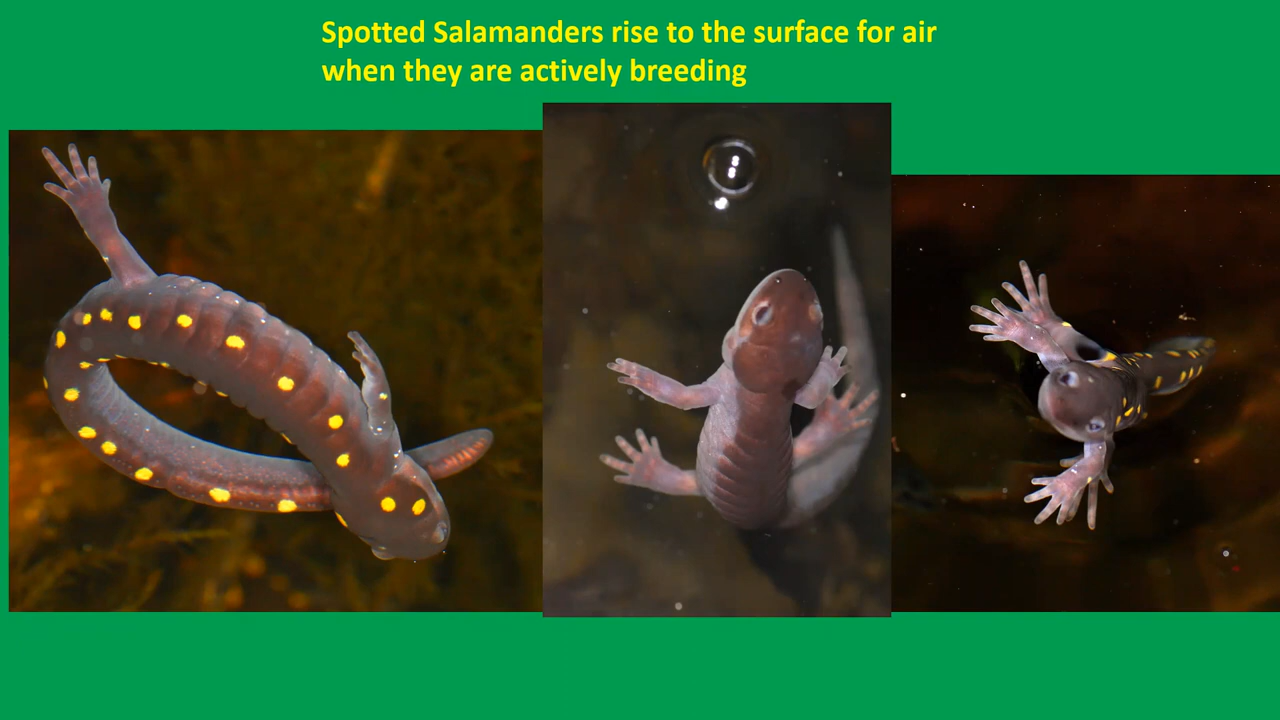 Spotted Salamanders rise to the surface for air
when they are actively breeding